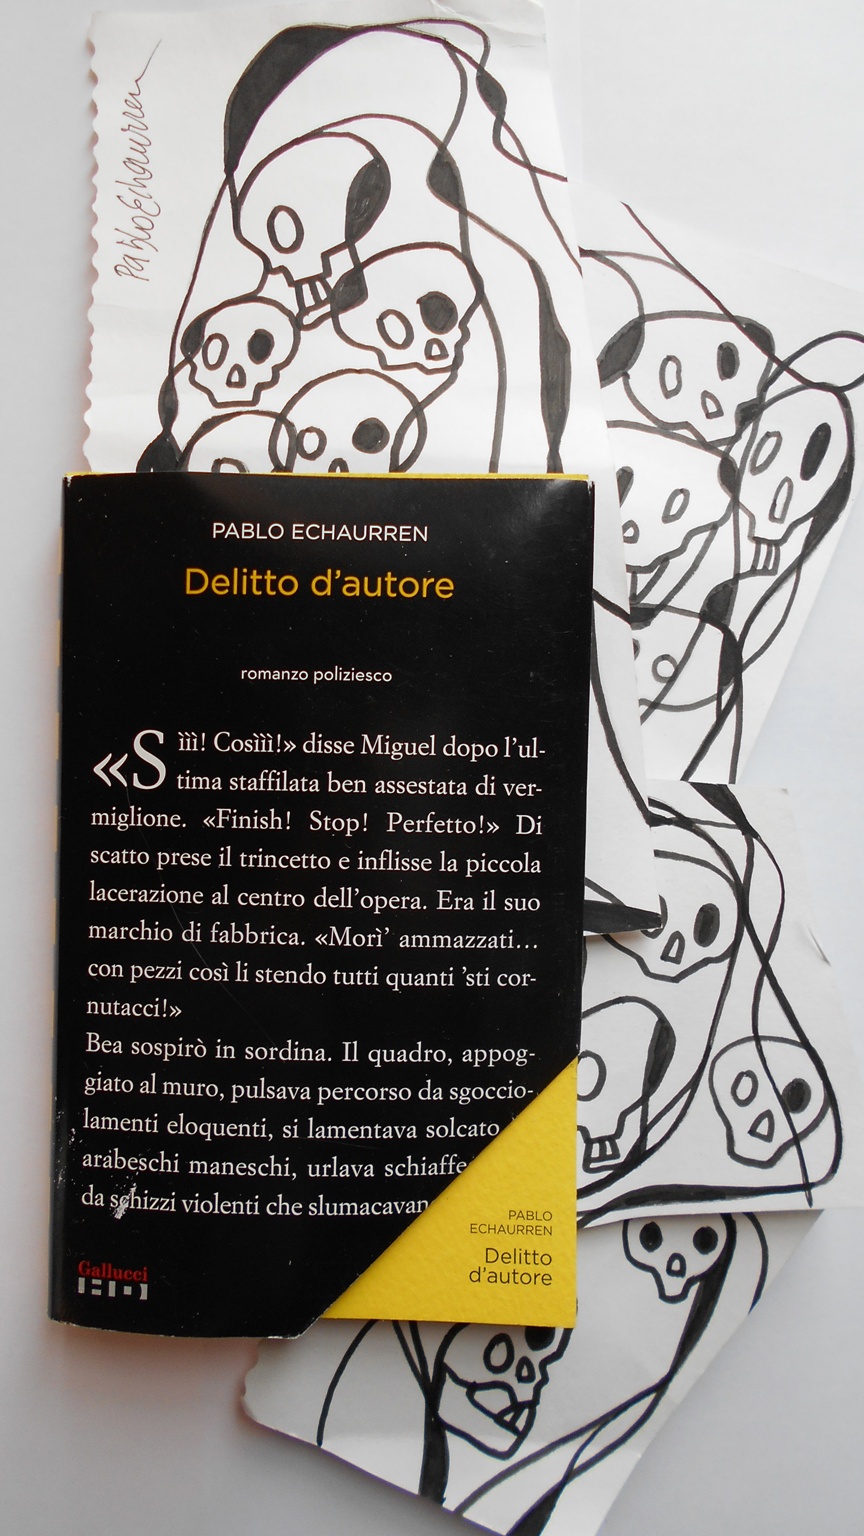 Pablo Echaurren
PABLO ECHAURREN
Delitto d'autore
romanzo poliziesco
«Sììì! Cosììì!» disse Miguel dopo l'ul-
tima staffilata ben assestata di ver-
miglione. «Finish! Stop! Perfetto!» Di
scatto prese il trincetto e inflisse la piccola
lacerazione al centro dell'opera. Era il suo
marchio di fabbrica. «Morì' ammazzati…
con pezzi così li stendo tutti quanti 'sti cor-
nutacci!»
Bea sospirò in sordina. Il quadro, appog-
giato al muro, pulsava percorso da sgoccio-
lamenti eloquenti, si lamentava solcato
arabeschi maneschi, urlava schiaffe
da schizzi violenti che slumacavan
PABLO
ECHAURREN
Delitto
d'autore
Gallucci